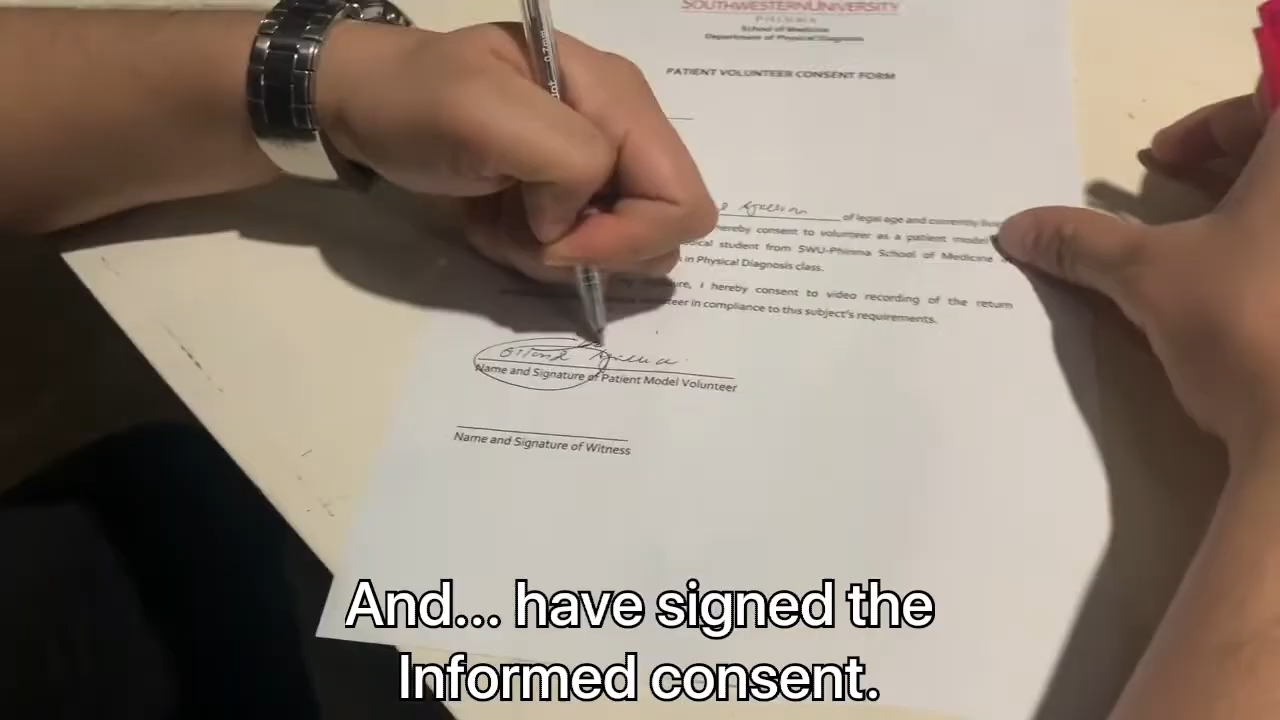 SOUTHWESTERN UNIVERSITY
PHINMA
School of Medicine
Department of Physical Diagnosis
PATIENT VOLUNTEER CONSENT FORM
of legal age and currently
hereby consent to volunteer as a patient model
student from SWU-Phinma School of Medicine
in Physical Diagnosis class.
I hereby consent to video recording of the return
in compliance to this subject's requirements.
Name and Signature of Patient Model Volunteer
Name and Signature of Witness
And... have signed the
Informed consent.